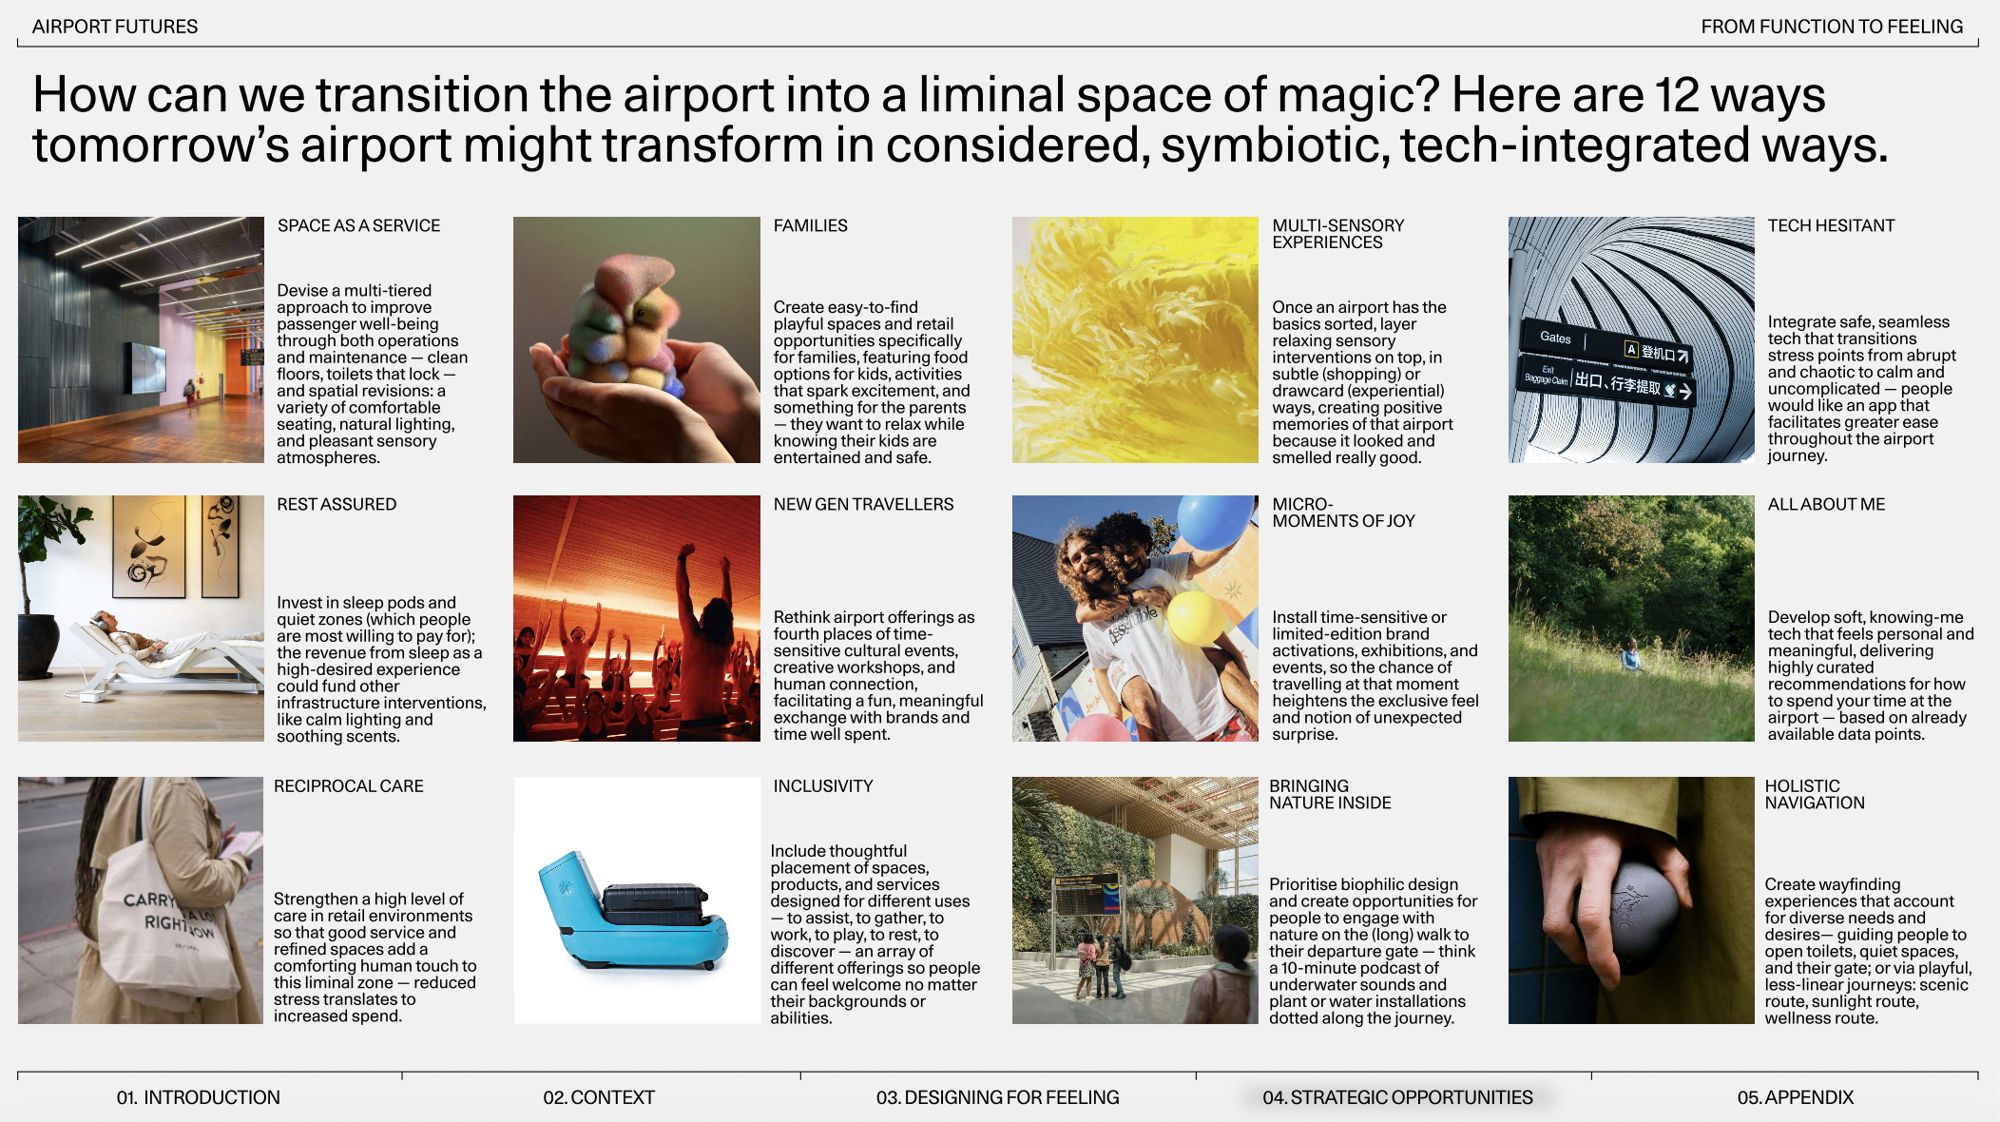 AIRPORT FUTURES
FROM FUNCTION TO FEELING
How can we transition the airport into a liminal space of magic? Here are 12 ways
tomorrow’s airport might transform in considered, symbiotic, tech-integrated ways.
SPACE AS A SERVICE
Devise a multi-tiered
approach to improve
passenger well-being
through both operations
and maintenance — clean
floors, toilets that lock —
and spatial revisions: a
variety of comfortable
seating, natural lighting,
and pleasant sensory
atmospheres.
FAMILIES
Create easy-to-find
playful spaces and retail
opportunities specifically
for families, featuring food
options for kids, activities
that spark excitement, and
something for the parents
— they want to relax while
knowing their kids are
entertained and safe.
MULTI-SENSORY
EXPERIENCES
Once an airport has the
basics sorted, layer
relaxing sensory
interventions on top, in
subtle (shopping) or
drawcard (experiential)
ways, creating positive
memories of that airport
because it looked and
smelled really good.
Gates
A 登机口
Exit
Baggage Claim
出口、行李提取
TECH HESITANT
Integrate safe, seamless
tech that transitions
stress points from abrupt
and chaotic to calm and
uncomplicated — people
would like an app that
facilitates greater ease
throughout the airport
journey.
REST ASSURED
Invest in sleep pods and
quiet zones (which people
are most willing to pay for);
the revenue from sleep as a
high-desired experience
could fund other
infrastructure interventions,
like calm lighting and
soothing scents.
NEW GEN TRAVELLERS
Rethink airport offerings as
fourth places of time-
sensitive cultural events,
creative workshops, and
human connection,
facilitating a fun, meaningful
exchange with brands and
time well spent.
MICRO-
MOMENTS OF JOY
Install time-sensitive or
limited-edition brand
activations, exhibitions, and
events, so the chance of
travelling at that moment
heightens the exclusive feel
and notion of unexpected
surprise.
ALL ABOUT ME
Develop soft, knowing-me
tech that feels personal and
meaningful, delivering
highly curated
recommendations for how
to spend your time at the
airport — based on already
available data points.
CARRY A LOT
RIGHT NOW
RECIPROCAL CARE
Strengthen a high level of
care in retail environments
so that good service and
refined spaces add a
comforting human touch to
this liminal zone — reduced
stress translates to
increased spend.
INCLUSIVITY
Include thoughtful
placement of spaces,
products, and services
designed for different uses
— to assist, to gather, to
work, to play, to rest, to
discover — an array of
different offerings so people
can feel welcome no matter
their backgrounds or
abilities.
BRINGING
NATURE INSIDE
Prioritise biophilic design
and create opportunities for
people to engage with
nature on the (long) walk to
their departure gate — think
a 10-minute podcast of
underwater sounds and
plant or water installations
dotted along the journey.
HOLISTIC
NAVIGATION
Create wayfinding
experiences that account
for diverse needs and
desires— guiding people to
open toilets, quiet spaces,
and their gate; or via playful,
less-linear journeys: scenic
route, sunlight route,
wellness route.
01. INTRODUCTION
02. CONTEXT
03. DESIGNING FOR FEELING
04. STRATEGIC OPPORTUNITIES
05. APPENDIX